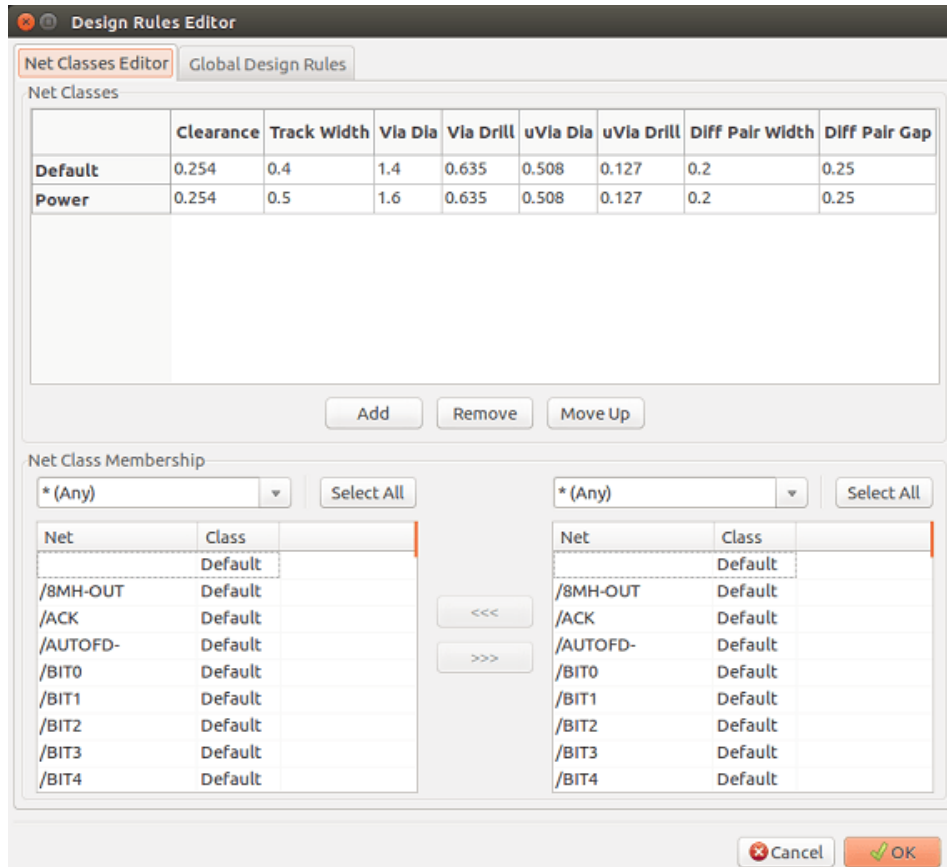 Design Rules Editor
Net Classes Editor Global Design Rules
Net Classes
Clearance Track Width Via Dia Via Drill uVia Dia uVia Drill Diff Pair Width Diff Pair Gap
Default 0.254 0.4 1.4 0.635 0.508 0.127 0.2 0.25
Power 0.254 0.5 1.6 0.635 0.508 0.127 0.2 0.25
Add Remove Move Up
Net Class Membership
* (Any) Select All * (Any) Select All
Net Class Net Class
Default Default
/8MH-OUT Default /8MH-OUT Default
/ACK Default <<< /ACK Default
/AUTOFD- Default /AUTOFD- Default
/BIT0 Default >>> /BIT0 Default
/BIT1 Default /BIT1 Default
/BIT2 Default /BIT2 Default
/BIT3 Default /BIT3 Default
/BIT4 Default /BIT4 Default
Cancel OK